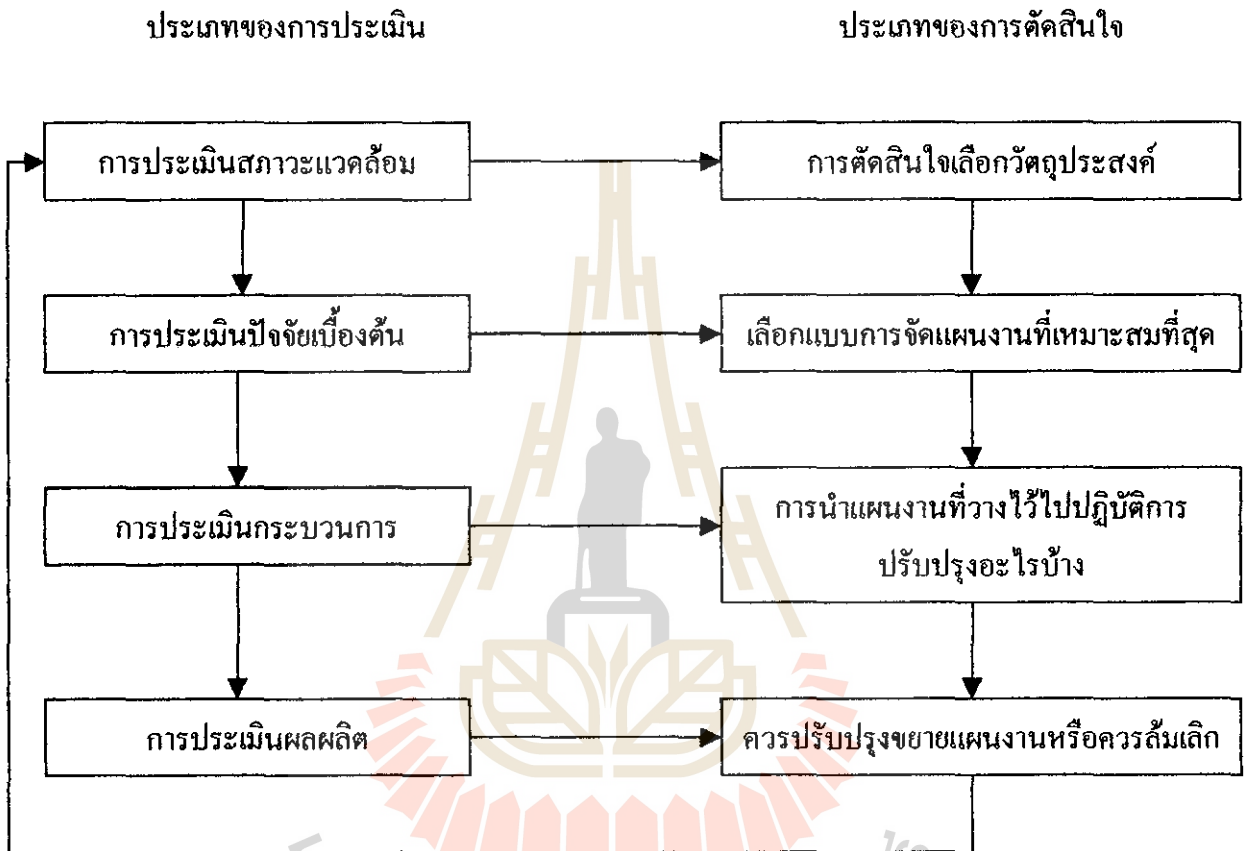 ประเภทของการประเมิน
ประเภทของการตัดสินใจ
การประเมินสภาวะแวดล้อม
การตัดสินใจเลือกวัตถุประสงค์
การประเมินปัจจัยเบื้องต้น
เลือกแบบการจัดแผนงานที่เหมาะสมที่สุด
การประเมินกระบวนการ
การนำแผนงานที่วางไว้ไปปฏิบัติการ
ปรับปรุงอะไรบ้าง
การประเมินผลผลิต
ควรปรับปรุงขยายแผนงานหรือควรล้มเลิก